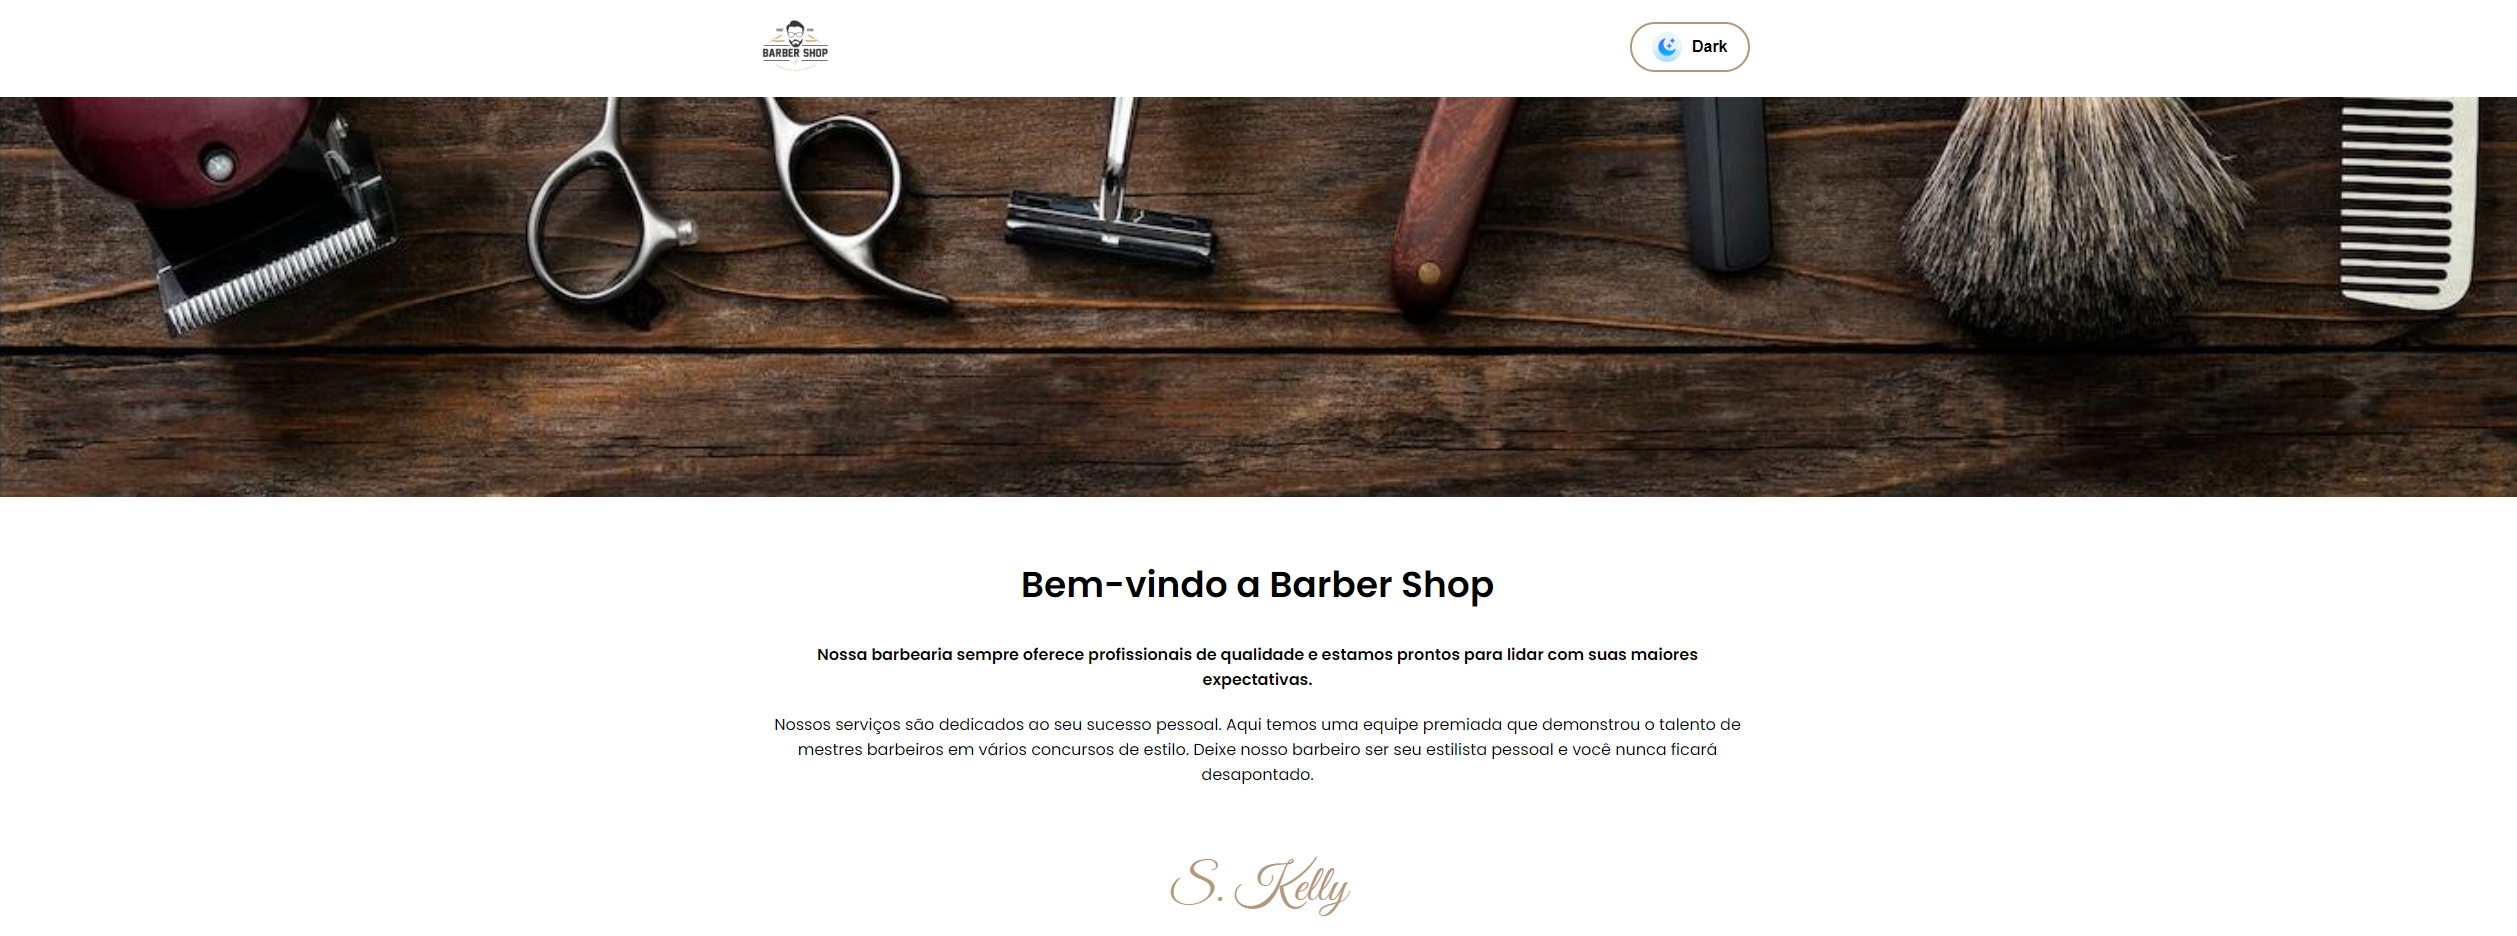 BARBER SHOP
Dark
Bem-vindo a Barber Shop
Nossa barbearia sempre oferece profissionais de qualidade e estamos prontos para lidar com suas maiores
expectativas.
Nossos serviços são dedicados ao seu sucesso pessoal. Aqui temos uma equipe premiada que demonstrou o talento de
mestres barbeiros em vários concursos de estilo. Deixe nosso barbeiro ser seu estilista pessoal e você nunca ficará
desapontado.
S. Kelly